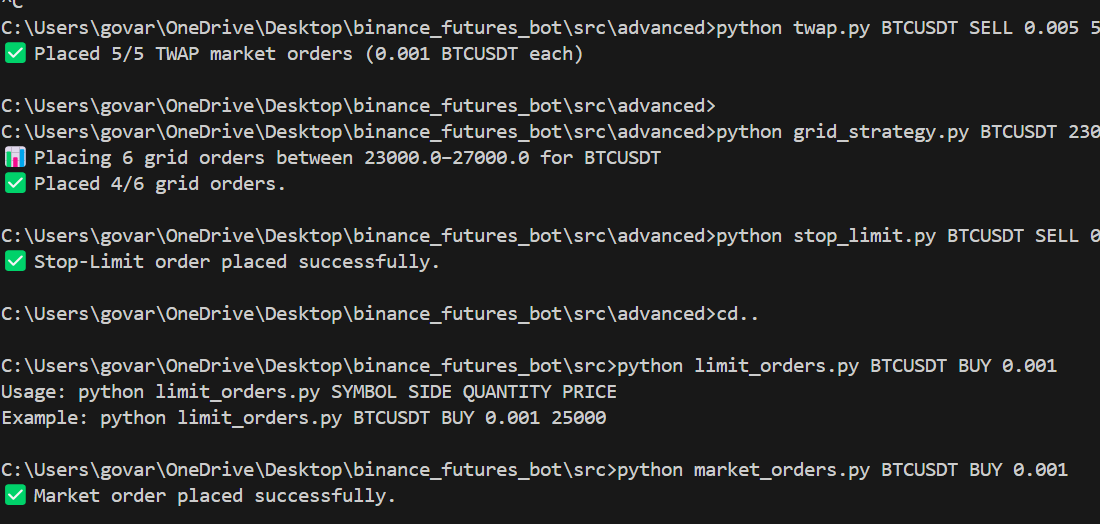 ^C
C:\Users\govar\OneDrive\Desktop\binance_futures_bot\src\advanced>python twap.py BTCUSDT SELL 0.005 5
✅ Placed 5/5 TWAP market orders (0.001 BTCUSDT each)
C:\Users\govar\OneDrive\Desktop\binance_futures_bot\src\advanced>
C:\Users\govar\OneDrive\Desktop\binance_futures_bot\src\advanced>python grid_strategy.py BTCUSDT 230
📊 Placing 6 grid orders between 23000.0–27000.0 for BTCUSDT
✅ Placed 4/6 grid orders.
C:\Users\govar\OneDrive\Desktop\binance_futures_bot\src\advanced>python stop_limit.py BTCUSDT SELL 0
✅ Stop-Limit order placed successfully.
C:\Users\govar\OneDrive\Desktop\binance_futures_bot\src\advanced>cd..
C:\Users\govar\OneDrive\Desktop\binance_futures_bot\src>python limit_orders.py BTCUSDT BUY 0.001
Usage: python limit_orders.py SYMBOL SIDE QUANTITY PRICE
Example: python limit_orders.py BTCUSDT BUY 0.001 25000
C:\Users\govar\OneDrive\Desktop\binance_futures_bot\src>python market_orders.py BTCUSDT BUY 0.001
✅ Market order placed successfully.